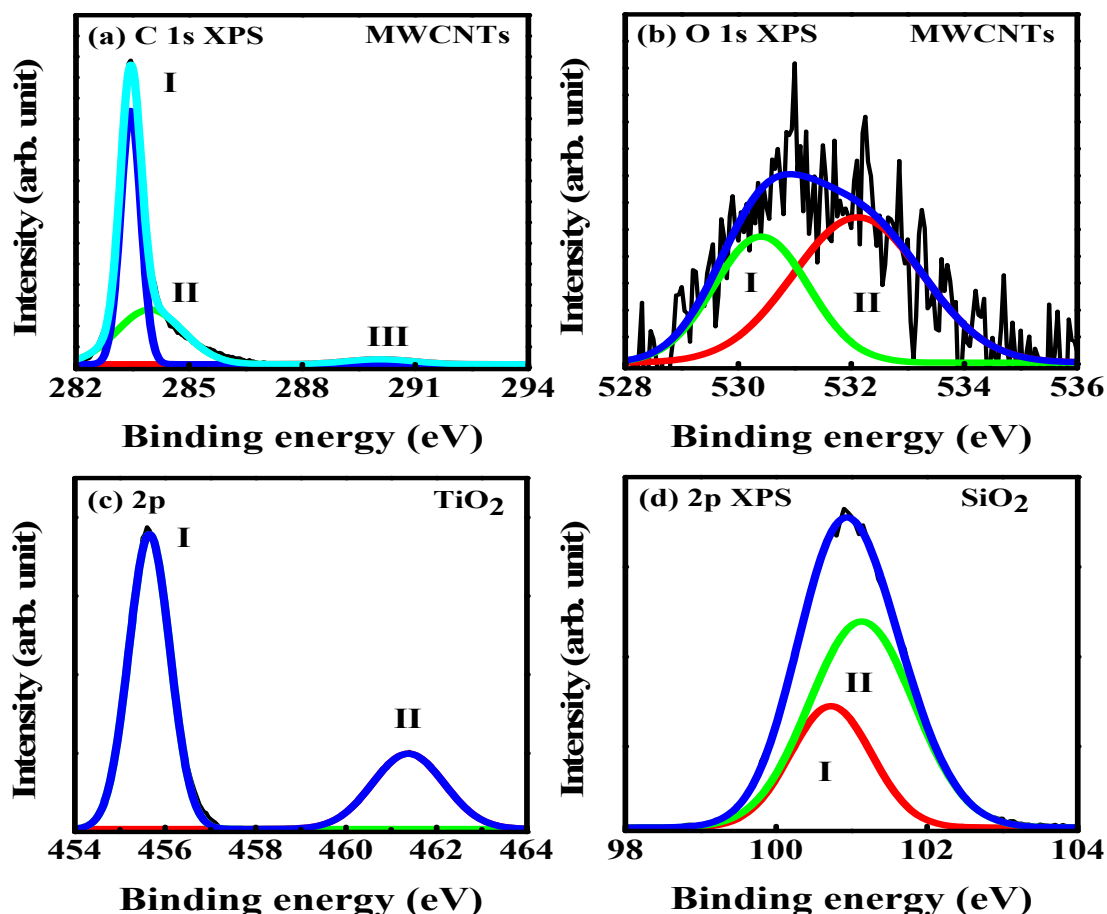 (a) C 1s XPS MWCNTs
I
II
III
Intensity (arb. unit)
282 285 288 291 294
Binding energy (eV)
(b) O 1s XPS MWCNTs
I
II
Intensity (arb. unit)
528 530 532 534 536
Binding energy (eV)
(c) 2p TiO₂
I
II
Intensity (arb. unit)
454 456 458 460 462 464
Binding energy (eV)
(d) 2p XPS SiO₂
II
I
Intensity (arb. unit)
98 100 102 104
Binding energy (eV)